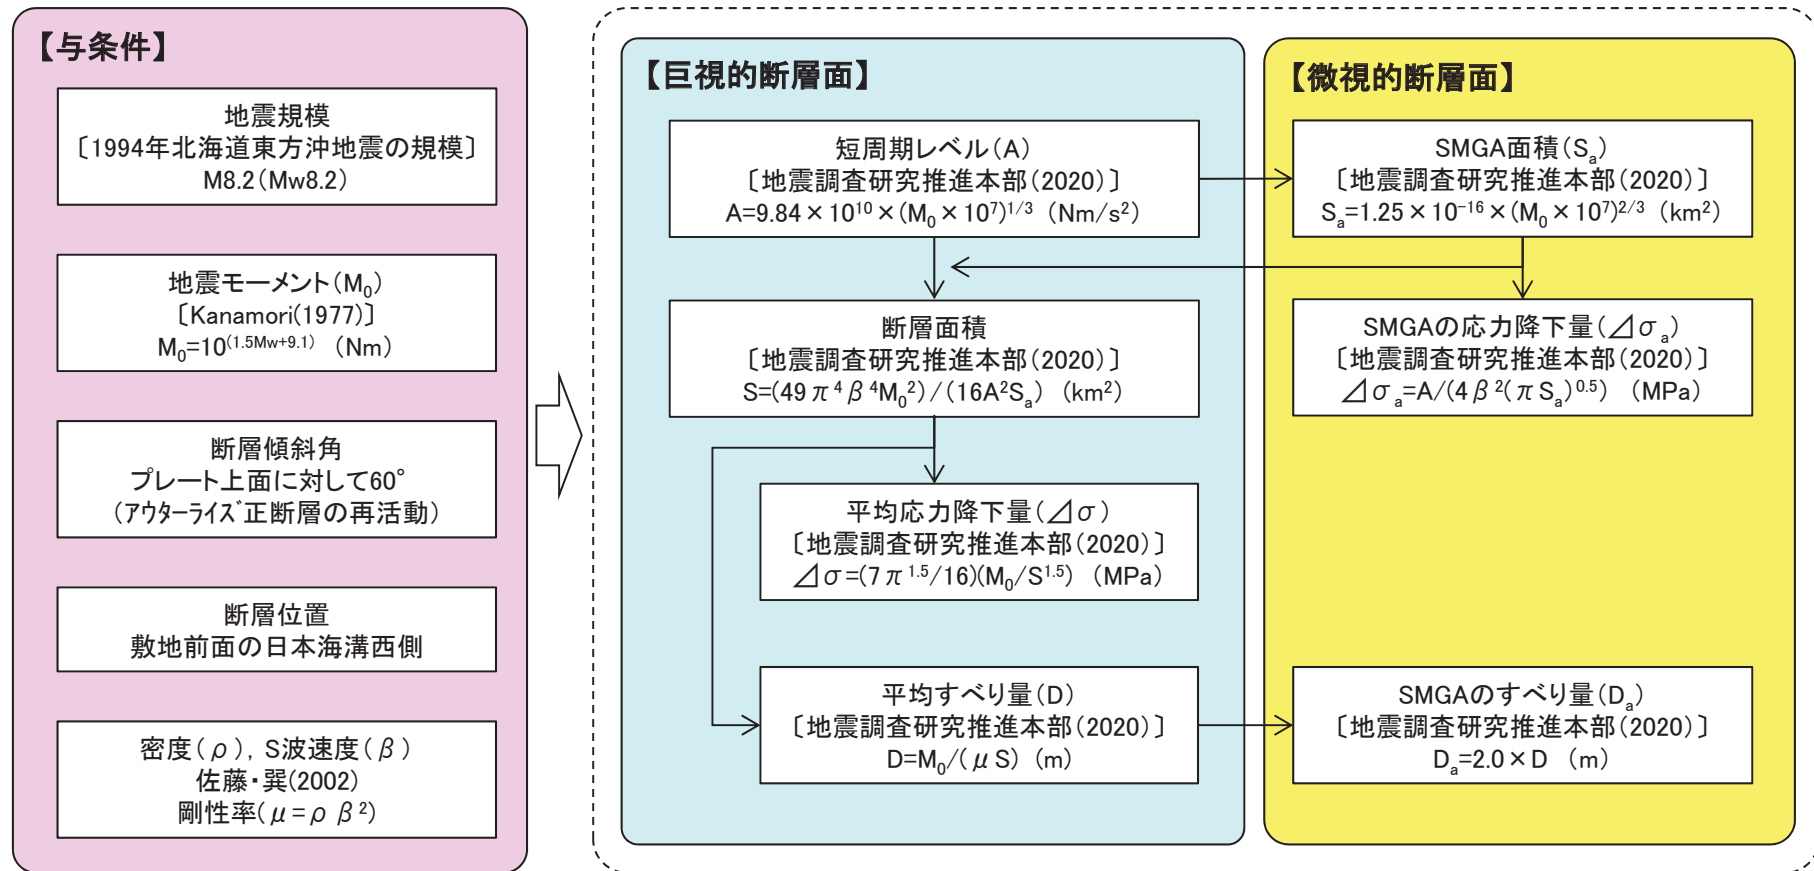 【与条件】
地震規模
〔1994年北海道東方沖地震の規模〕
M8.2(Mw8.2)
地震モーメント(M₀)
〔Kanamori(1977)〕
M₀=10^(1.5Mw+9.1) (Nm)
断層傾斜角
プレート上面に対して60°
(アウターライズ正断層の再活動)
断層位置
敷地前面の日本海溝西側
密度(ρ), S波速度(β)
佐藤・巽(2002)
剛性率(μ=ρβ²)
【巨視的断層面】
短周期レベル(A)
〔地震調査研究推進本部(2020)〕
A=9.84×10¹⁰×(M₀×10⁷)^1/3 (Nm/s²)
断層面積
〔地震調査研究推進本部(2020)〕
S=(49π⁴β⁴M₀²)/(16A²Sₐ) (km²)
平均応力降下量(⊿σ)
〔地震調査研究推進本部(2020)〕
⊿σ=(7π^1.5/16)(M₀/S^1.5) (MPa)
平均すべり量(D)
〔地震調査研究推進本部(2020)〕
D=M₀/(μS) (m)
【微視的断層面】
SMGA面積(Sₐ)
〔地震調査研究推進本部(2020)〕
Sₐ=1.25×10⁻¹⁶×(M₀×10⁷)^2/3 (km²)
SMGAの応力降下量(⊿σₐ)
〔地震調査研究推進本部(2020)〕
⊿σₐ=A/(4β²(πSₐ)^0.5) (MPa)
SMGAのすべり量(Dₐ)
〔地震調査研究推進本部(2020)〕
Dₐ=2.0×D (m)